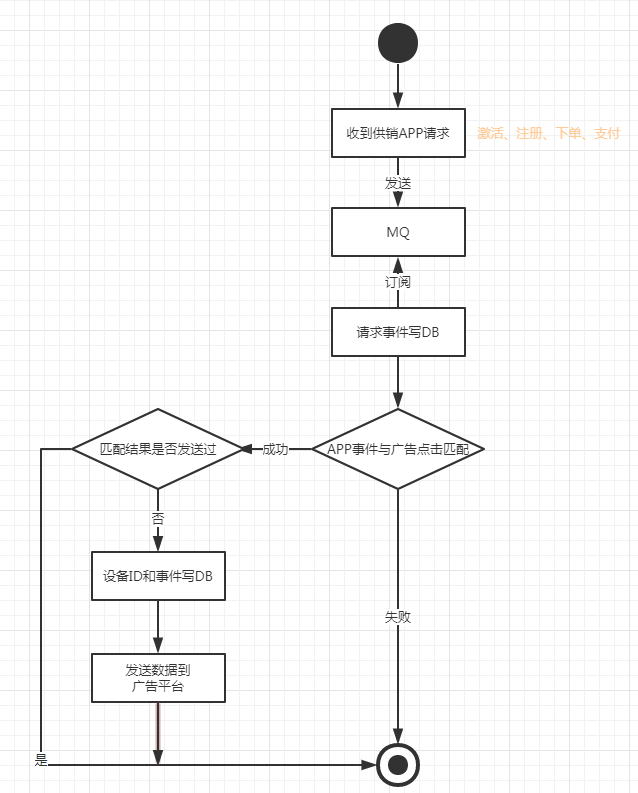 收到供销APP请求
激活、注册、下单、支付
发送
MQ
订阅
请求事件写DB
APP事件与广告点击匹配
成功
匹配结果是否发送过
否
设备ID和事件写DB
失败
发送数据到
广告平台
是